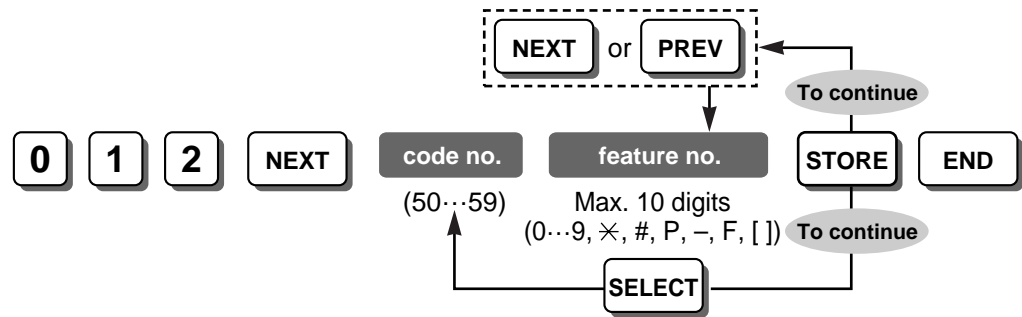 NEXT or PREV
To continue
0 1 2 NEXT code no. feature no. STORE END
(50···59) Max. 10 digits
(0···9, ✳, #, P, –, F, [ ]) To continue
SELECT